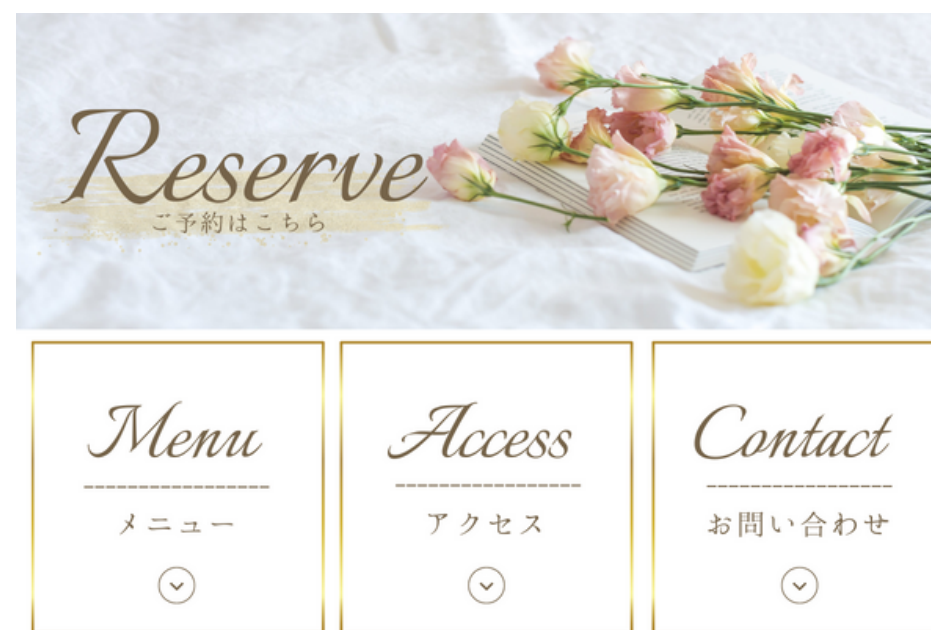 Reserve
ご予約はこちら
Menu
Access
Contact
メニュー
アクセス
お問い合わせ